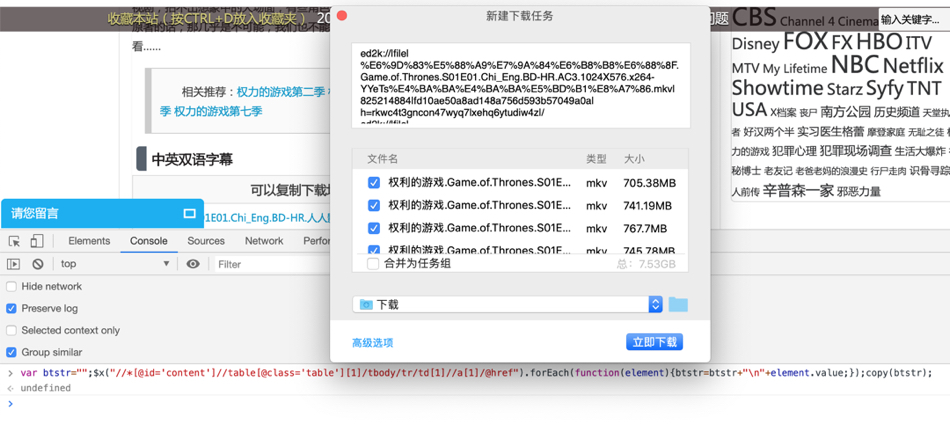 收藏本站（按CTRL+D放入收藏夹）
看......
相关推荐：权力的游戏第二季
季 权力的游戏第七季
中英双语字幕
可以复制下载
请您留言
1E01.Chi_Eng.BD-HR.人人
新建下载任务
ed2k://lfilel
%E6%9D%83%E5%88%A9%E7%9A%84%E6%B8%B8%E6%88%8F.
Game.of.Thrones.S01E01.Chi_Eng.BD-HR.AC3.1024X576.x264-
YYeTs%E4%BA%BA%E4%BA%BA%E5%BD%B1%E8%A7%86.mkvl
825214884lfd10ae50a8ad148a756d593b57049a0al
h=rkwc4t3gncon47wyq7lxehq6ytudiw4zl/
ed2k://lfilel
文件名 类型 大小
权利的游戏.Game.of.Thrones.S01E... mkv 705.38MB
权利的游戏.Game.of.Thrones.S01E... mkv 741.19MB
权利的游戏.Game.of.Thrones.S01E... mkv 767.7MB
权利的游戏.Game.of.Thrones.S01E... mkv 745.78MB
合并为任务组 总: 7.53GB
下载
高级选项 立即下载
问题
输入关键字...
CBS Channel 4 Cinema
Disney FOX FX HBO ITV
MTV My Lifetime NBC Netflix
Showtime Starz Syfy TNT
USA X档案 丧尸 南方公园 历史频道 天堂执
者 好汉两个半 实习医生格蕾 摩登家庭 无耻之徒
力的游戏 犯罪心理 犯罪现场调查 生活大爆炸
秘博士 老友记 老爸老妈的浪漫史 行尸走肉 识骨寻踪
人前传 辛普森一家 邪恶力量
Elements Console Sources Network Perfor
top Filter
Hide network
Preserve log
Selected context only
Group similar
> var btstr="";$x("//*[@id='content']//table[@class='table'][1]/tbody/tr/td[1]//a[1]/@href").forEach(function(element){btstr=btstr+"\n"+element.value;});copy(btstr);
undefined
>